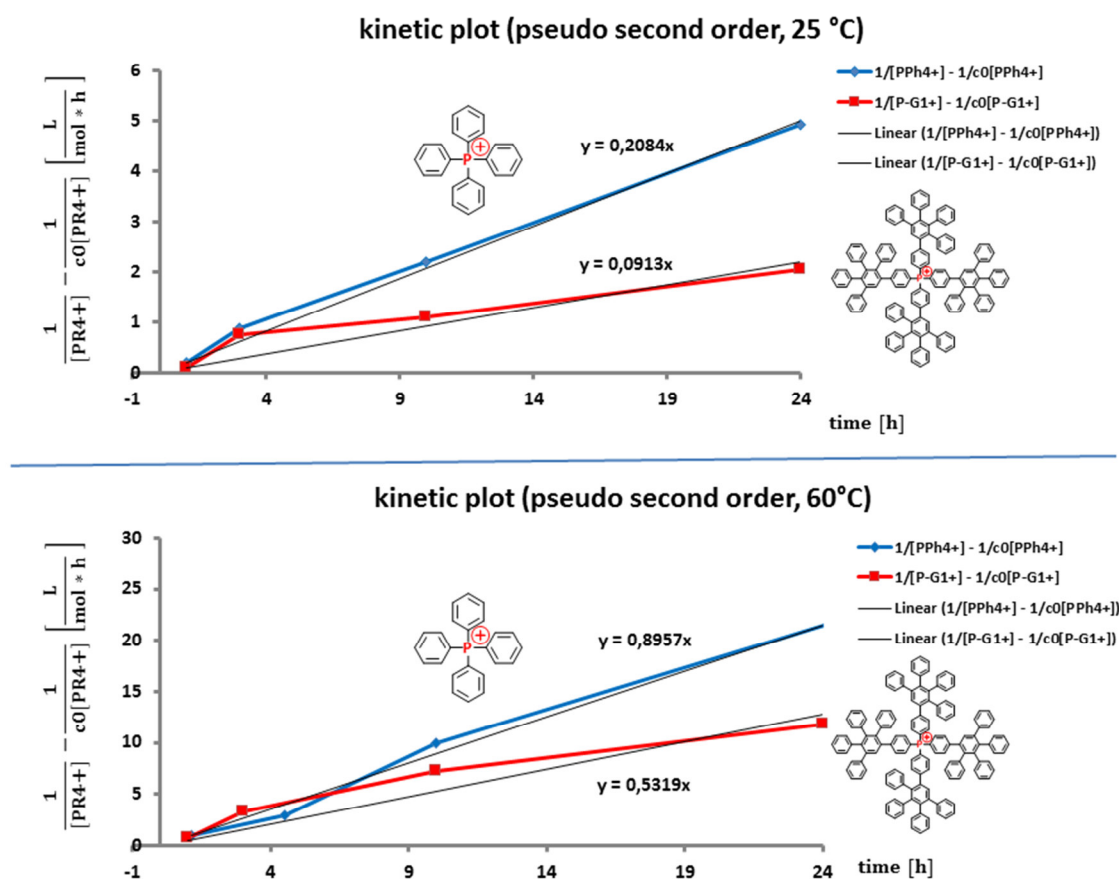 kinetic plot (pseudo second order, 25 °C)
1/[PR4+] − 1/c0[PR4+] [L/mol * h]
6
5
4
3
2
1
0
-1
4
9
14
19
24
time [h]
P
+
y = 0,2084x
y = 0,0913x
1/[PPh4+] - 1/c0[PPh4+]
1/[P-G1+] - 1/c0[P-G1+]
Linear (1/[PPh4+] - 1/c0[PPh4+])
Linear (1/[P-G1+] - 1/c0[P-G1+])
P
+
kinetic plot (pseudo second order, 60°C)
1/[PR4+] − 1/c0[PR4+] [L/mol * h]
30
25
20
15
10
5
0
-1
4
9
14
19
24
time [h]
P
+
y = 0,8957x
y = 0,5319x
1/[PPh4+] - 1/c0[PPh4+]
1/[P-G1+] - 1/c0[P-G1+]
Linear (1/[PPh4+] - 1/c0[PPh4+])
Linear (1/[P-G1+] - 1/c0[P-G1+])
P
+